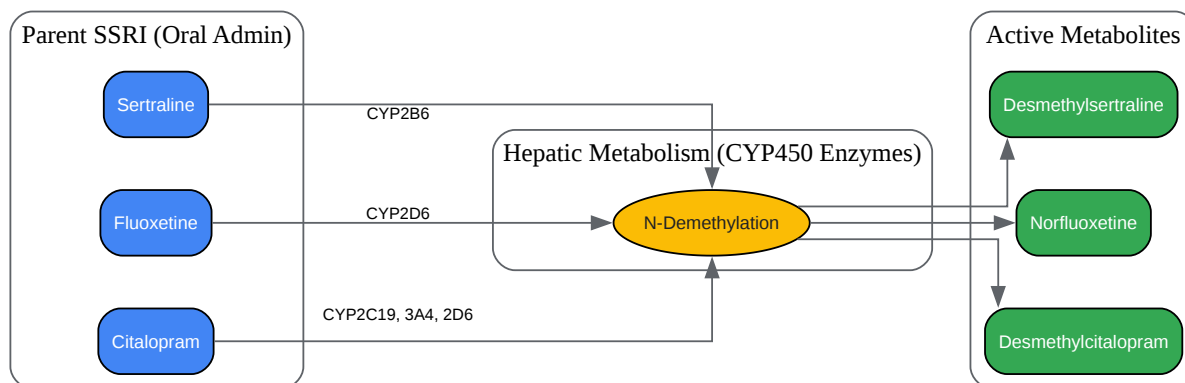 Parent SSRI (Oral Admin)
Sertraline
Fluoxetine
Citalopram
CYP2B6
CYP2D6
CYP2C19, 3A4, 2D6
Hepatic Metabolism (CYP450 Enzymes)
N-Demethylation
Active Metabolites
Desmethylsertraline
Norfluoxetine
Desmethylcitalopram